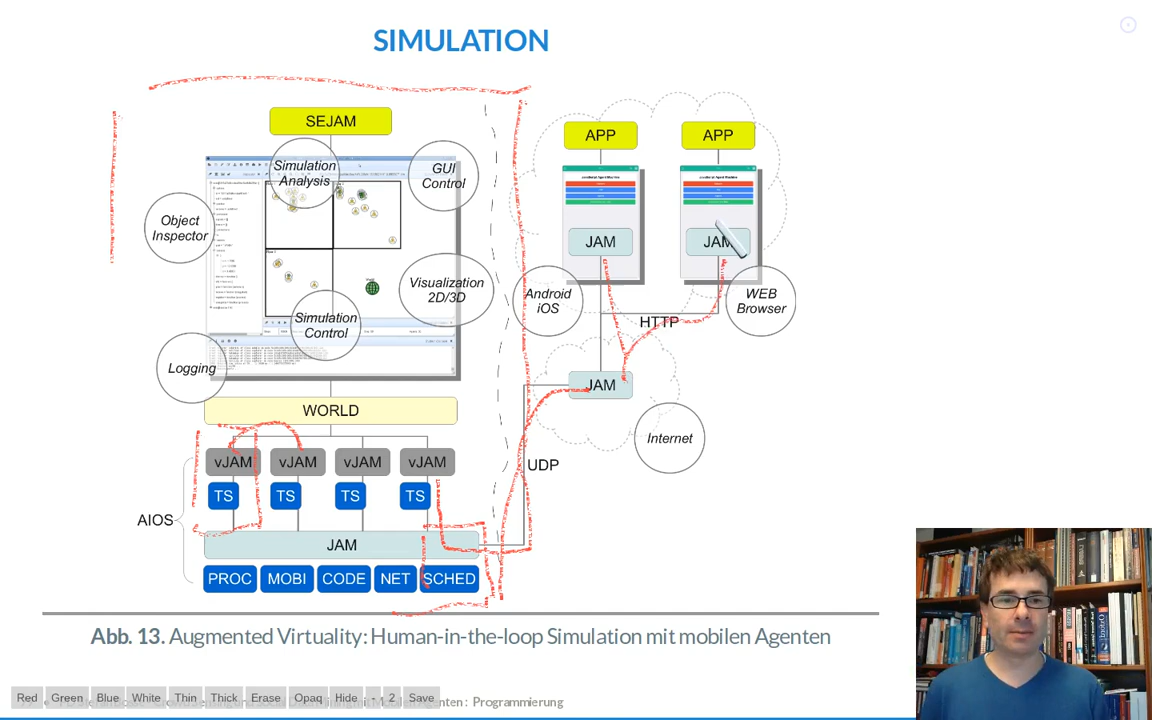 SIMULATION
SEJAM
APP
APP
Simulation
Analysis
GUI
Control
Object
Inspector
JAM
JAM
Visualization
2D/3D
Android
iOS
WEB
Browser
Simulation
Control
HTTP
Logging
JAM
WORLD
Internet
vJAM
vJAM
vJAM
vJAM
UDP
TS
TS
TS
TS
AIOS
JAM
PROC
MOBI
CODE
NET
SCHED
Abb. 13. Augmented Virtuality: Human-in-the-loop Simulation mit mobilen Agenten
Red Green Blue White Thin Thick Erase Opaq Hide - 2 Save
: Programmierung